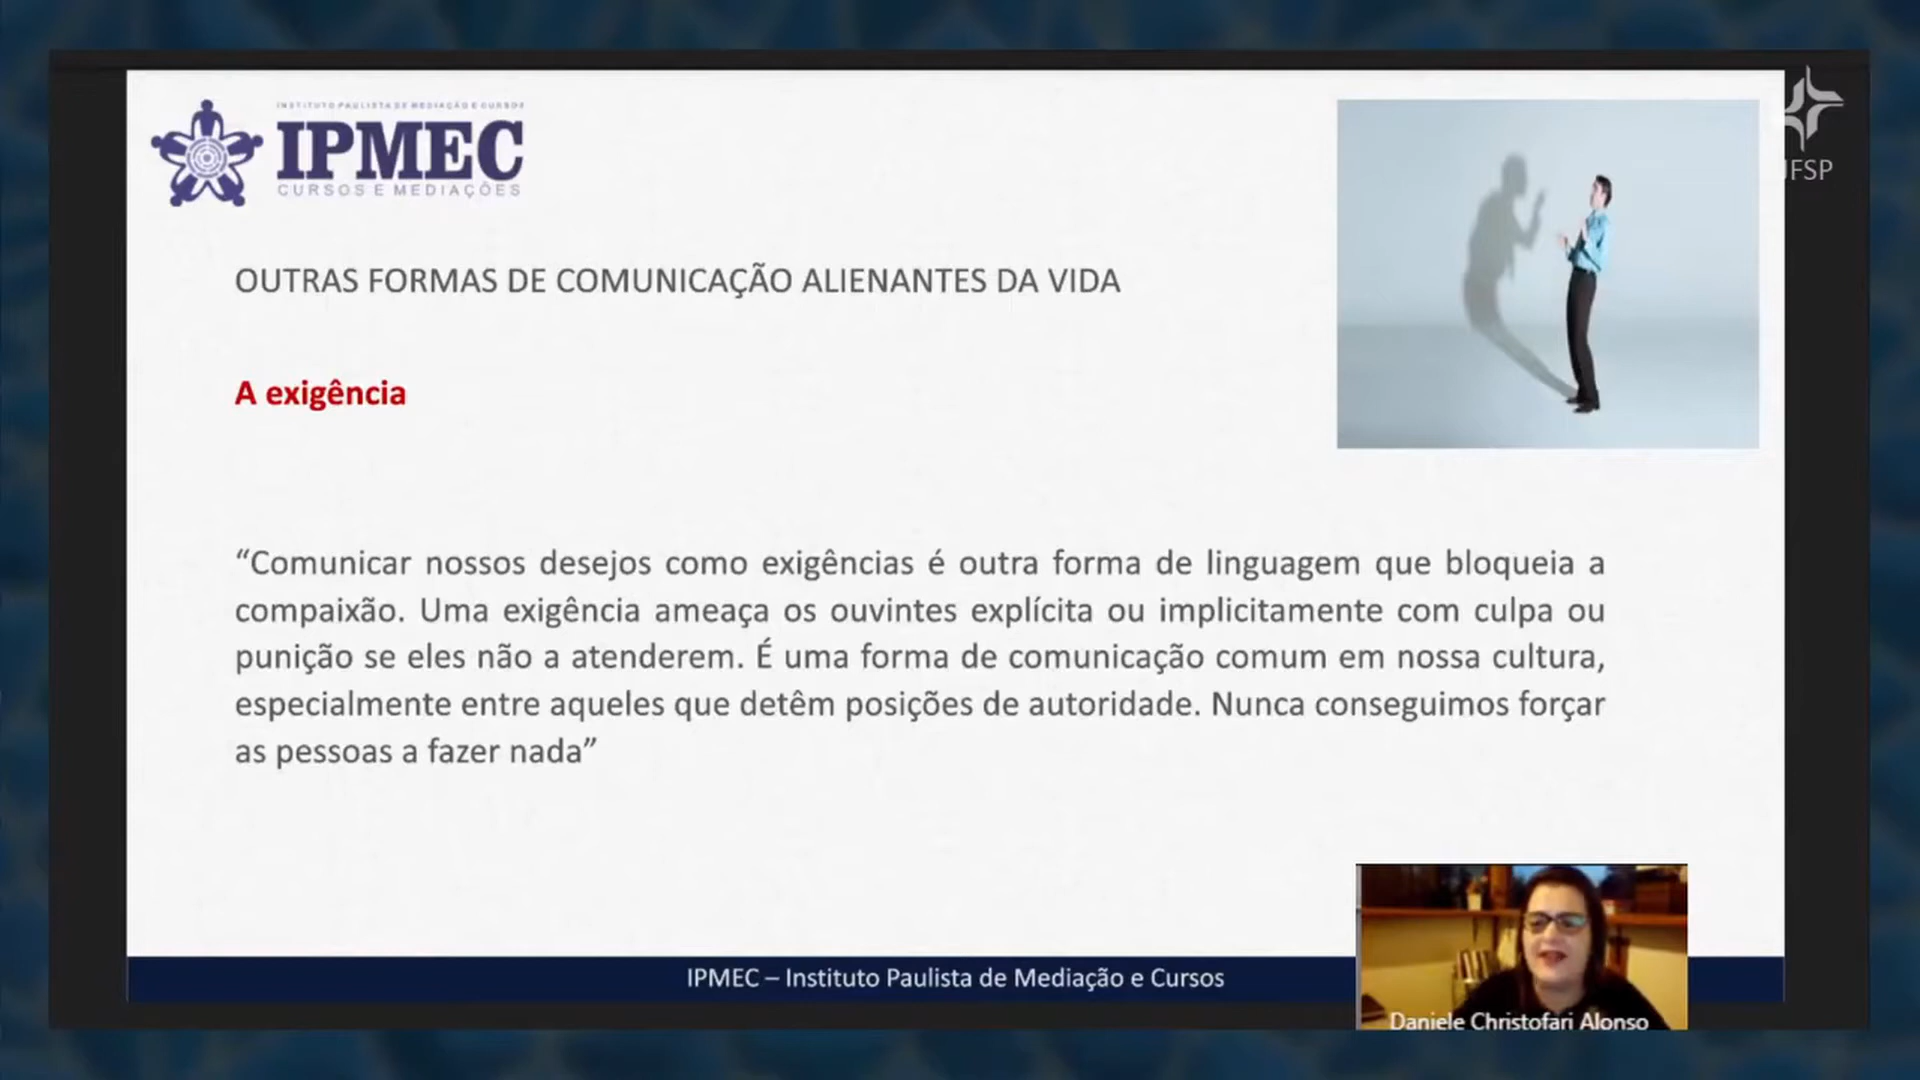 INSTITUTO PAULISTA DE MEDIAÇÃO E CURSOS
IPMEC
CURSOS E MEDIAÇÕES
JFSP
OUTRAS FORMAS DE COMUNICAÇÃO ALIENANTES DA VIDA
A exigência
“Comunicar nossos desejos como exigências é outra forma de linguagem que bloqueia a
compaixão. Uma exigência ameaça os ouvintes explícita ou implicitamente com culpa ou
punição se eles não a atenderem. É uma forma de comunicação comum em nossa cultura,
especialmente entre aqueles que detêm posições de autoridade. Nunca conseguimos forçar
as pessoas a fazer nada”
IPMEC – Instituto Paulista de Mediação e Cursos
Daniele Christofari Alonso